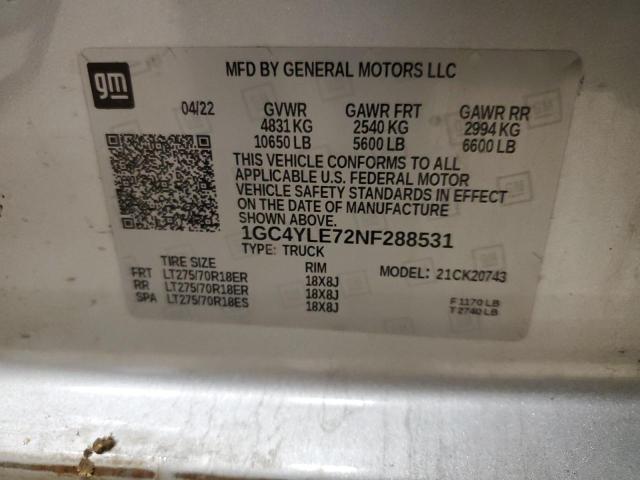 gm
MFD BY GENERAL MOTORS LLC
04/22 GVWR GAWR FRT GAWR RR
4831 KG 2540 KG 2994 KG
10650 LB 5600 LB 6600 LB
THIS VEHICLE CONFORMS TO ALL
APPLICABLE U.S. FEDERAL MOTOR
VEHICLE SAFETY STANDARDS IN EFFECT
ON THE DATE OF MANUFACTURE
SHOWN ABOVE.
1GC4YLE72NF288531
TYPE: TRUCK
TIRE SIZE RIM MODEL: 21CK20743
FRT LT275/70R18ER 18X8J
RR LT275/70R18ER 18X8J
SPA LT275/70R18ES 18X8J
F 1170 LB
T 2740 LB